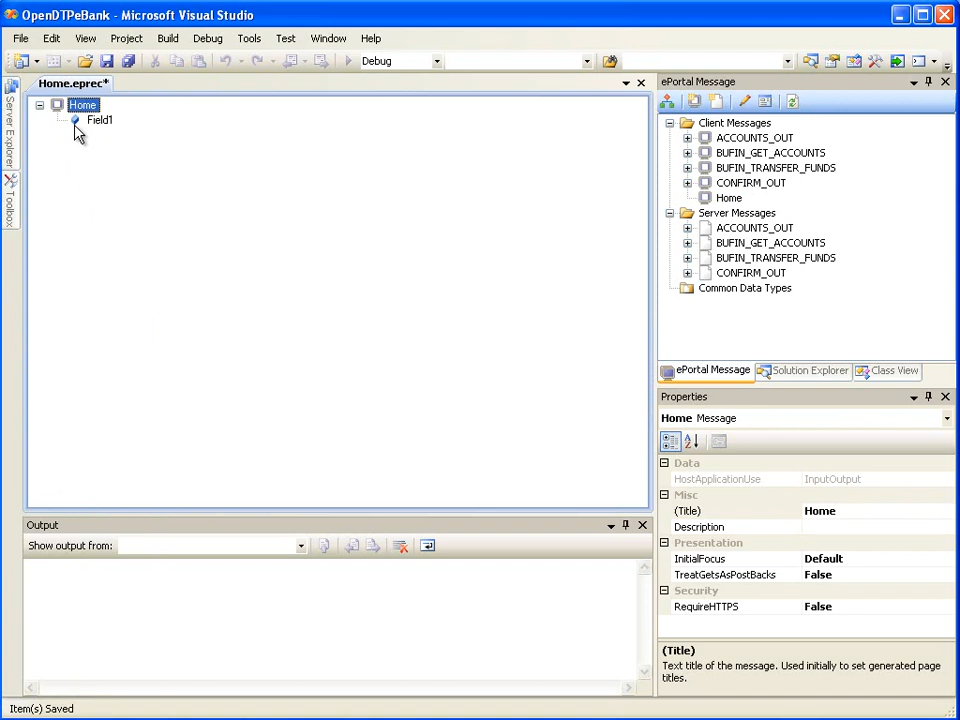 OpenDTPeBank - Microsoft Visual Studio
File Edit View Project Build Debug Tools Test Window Help
Debug
Server Explorer
Toolbox
Home.eprec*
Home
Field1
ePortal Message
Client Messages
ACCOUNTS_OUT
BUFIN_GET_ACCOUNTS
BUFIN_TRANSFER_FUNDS
CONFIRM_OUT
Home
Server Messages
ACCOUNTS_OUT
BUFIN_GET_ACCOUNTS
BUFIN_TRANSFER_FUNDS
CONFIRM_OUT
Common Data Types
ePortal Message Solution Explorer Class View
Properties
Home Message
Data
HostApplicationUse InputOutput
Misc
(Title) Home
Description
Presentation
InitialFocus Default
TreatGetsAsPostBacks False
Security
RequireHTTPS False
(Title)
Text title of the message. Used initially to set generated page
titles.
Output
Show output from:
Item(s) Saved